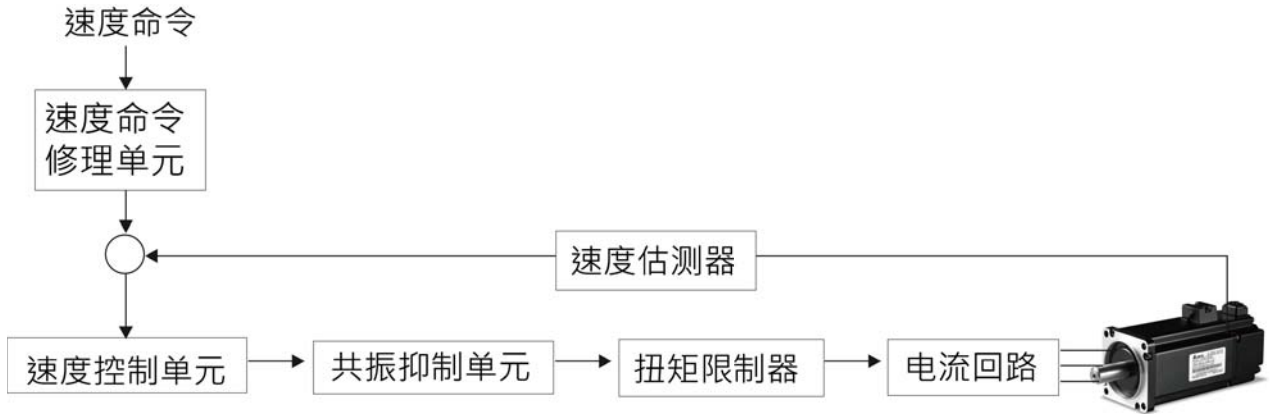 速度命令
速度命令
修理单元
速度估测器
速度控制单元
共振抑制单元
扭矩限制器
电流回路